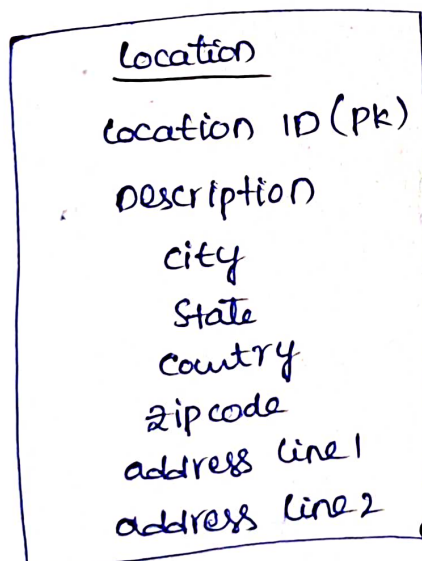 Location
Location ID (PK)
Description
city
State
Country
zipcode
address line1
address line2